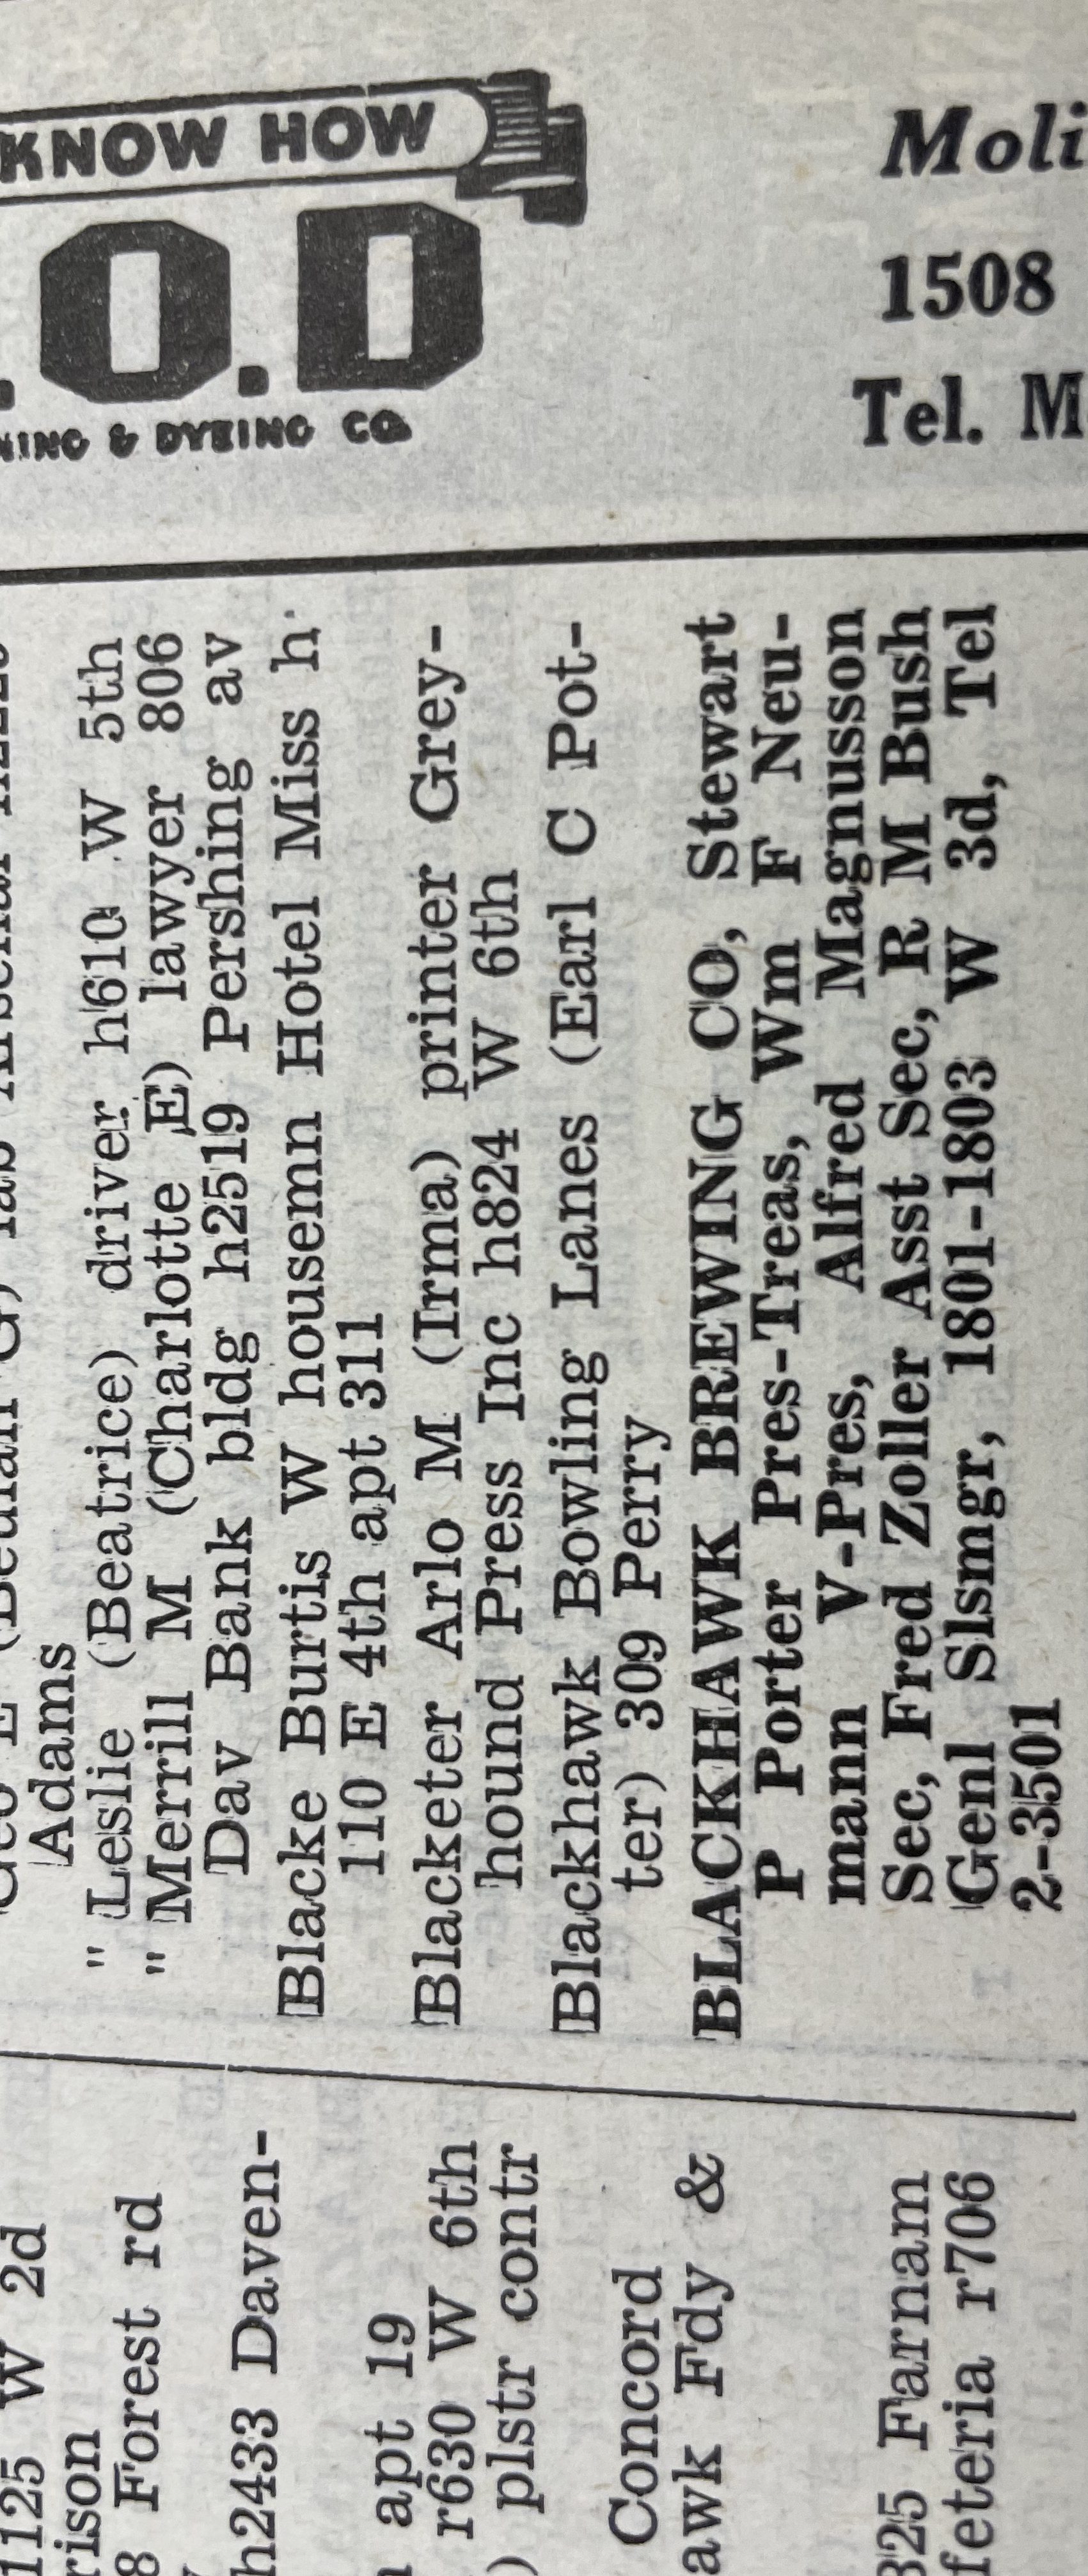 KNOW HOW
.O.D
& DYEING CO.
Moli
1508
Tel. M
Adams
" Leslie (Beatrice) driver h610 W 5th
" Merrill M (Charlotte E) lawyer 806
Dav Bank bldg h2519 Pershing av
Blacke Burtis W housemn Hotel Miss h
110 E 4th apt 311
Blacketer Arlo M (Irma) printer Grey-
hound Press Inc h824 W 6th
Blackhawk Bowling Lanes (Earl C Pot-
ter) 309 Perry
BLACKHAWK BREWING CO, Stewart
P Porter Pres-Treas, Wm F Neu-
mann V-Pres, Alfred Magnusson
Sec, Fred Zoller Asst Sec, R M Bush
Genl Slsmgr, 1801-1803 W 3d, Tel
2-3501
1125 W 2d
rison
8 Forest rd
h2433 Daven-
apt 19
r630 W 6th
) plstr contr
Concord
awk Fdy &
325 Farnam
feteria r706